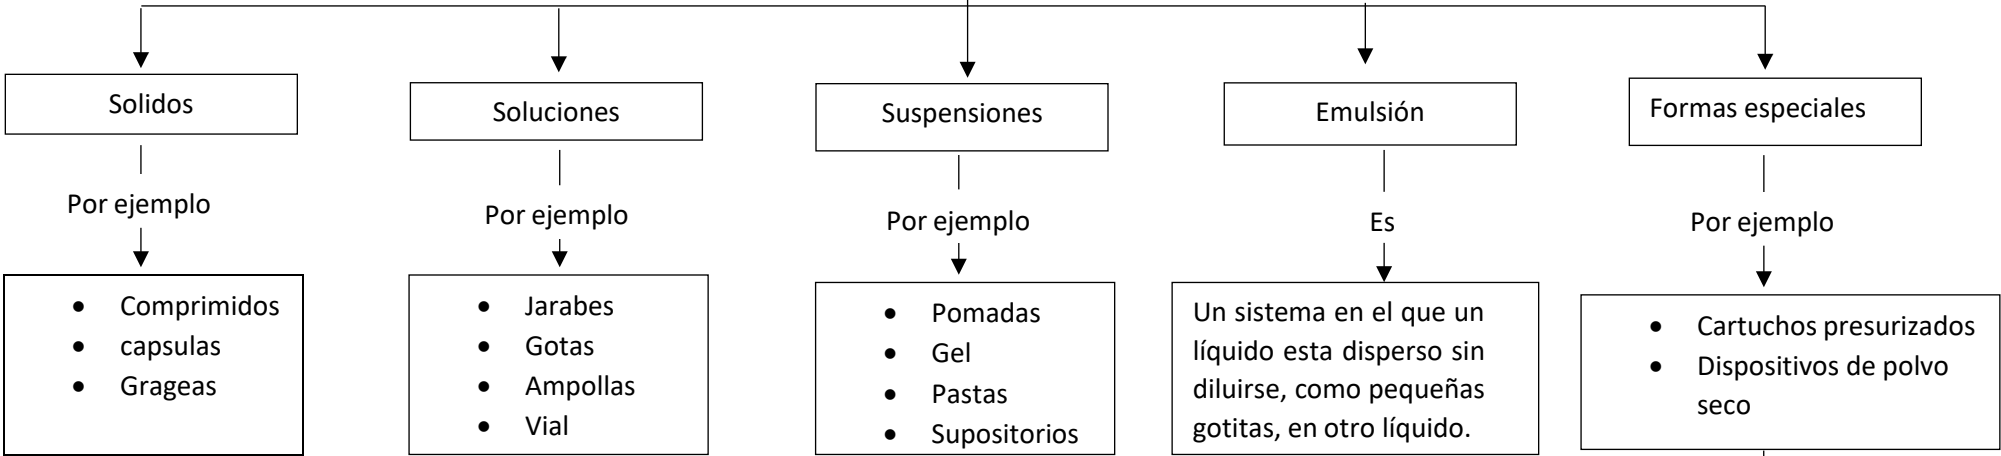 Solidos
Soluciones
Suspensiones
Emulsión
Formas especiales
Por ejemplo
Por ejemplo
Por ejemplo
Es
Por ejemplo
• Comprimidos
• capsulas
• Grageas
• Jarabes
• Gotas
• Ampollas
• Vial
• Pomadas
• Gel
• Pastas
• Supositorios
Un sistema en el que un
líquido esta disperso sin
diluirse, como pequeñas
gotitas, en otro líquido.
• Cartuchos presurizados
• Dispositivos de polvo
seco